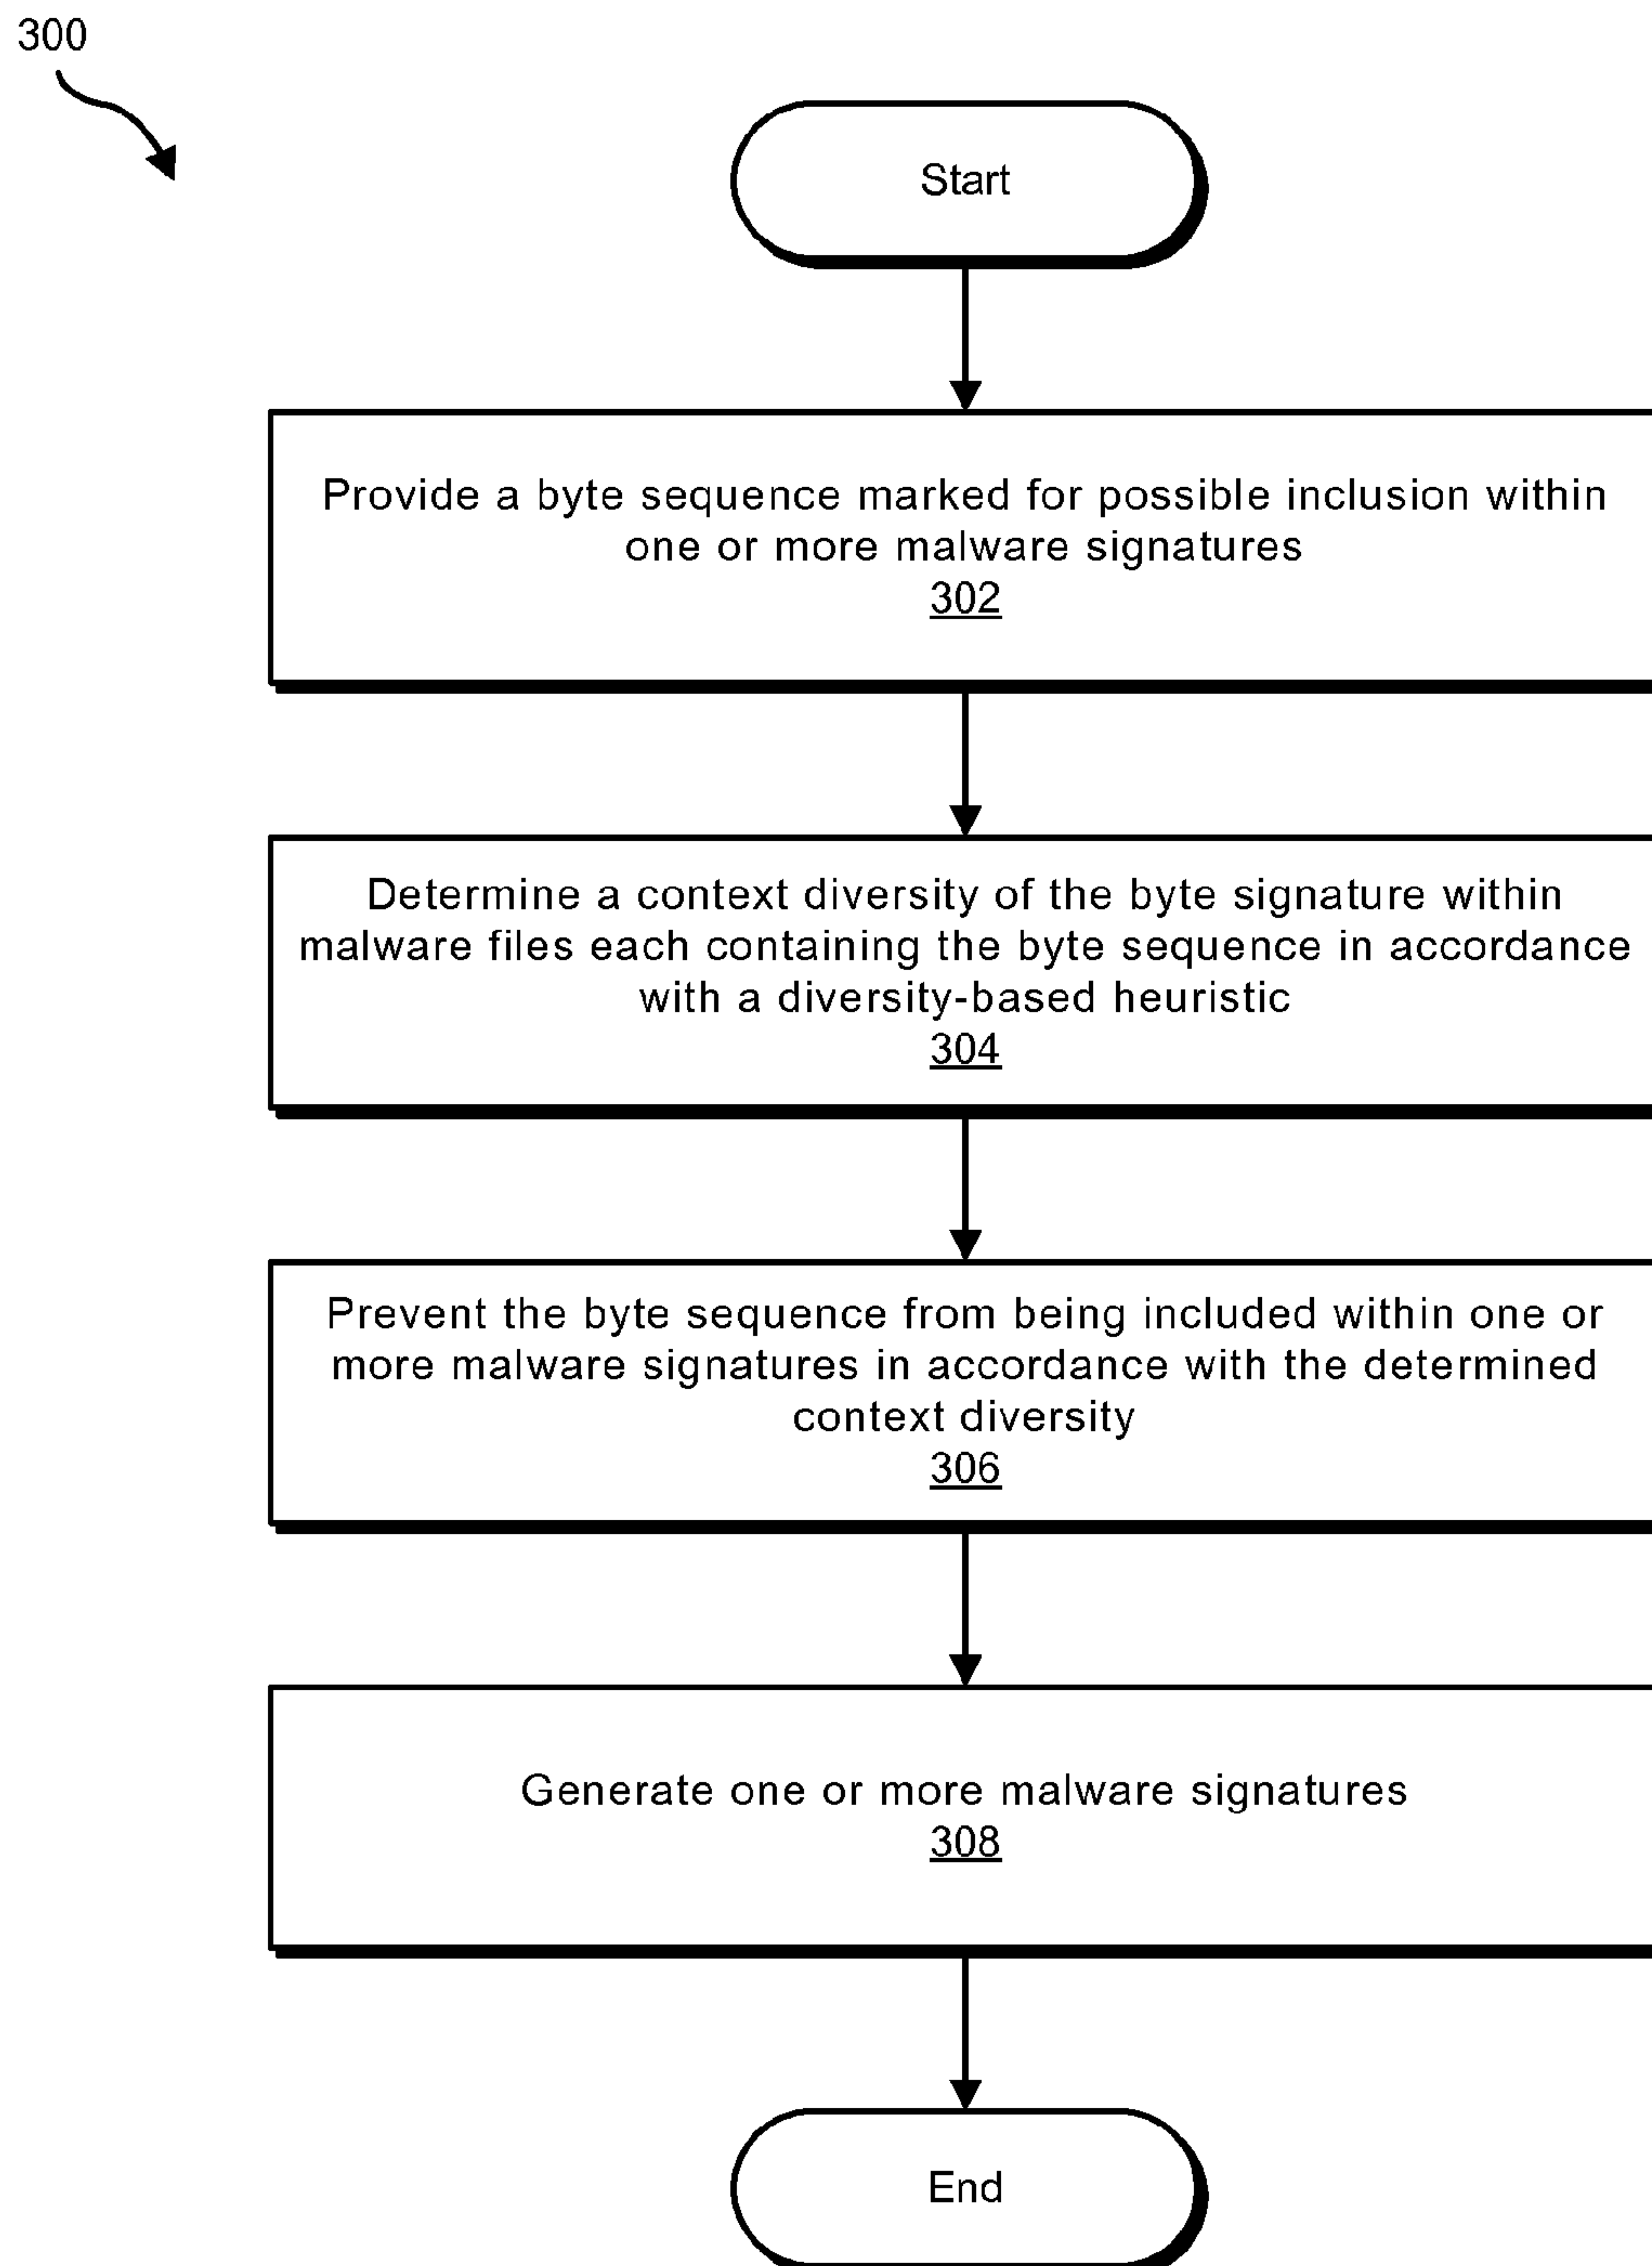 300
Start
Provide a byte sequence marked for possible inclusion within
one or more malware signatures
302
Determine a context diversity of the byte signature within
malware files each containing the byte sequence in accordance
with a diversity-based heuristic
304
Prevent the byte sequence from being included within one or
more malware signatures in accordance with the determined
context diversity
306
Generate one or more malware signatures
308
End